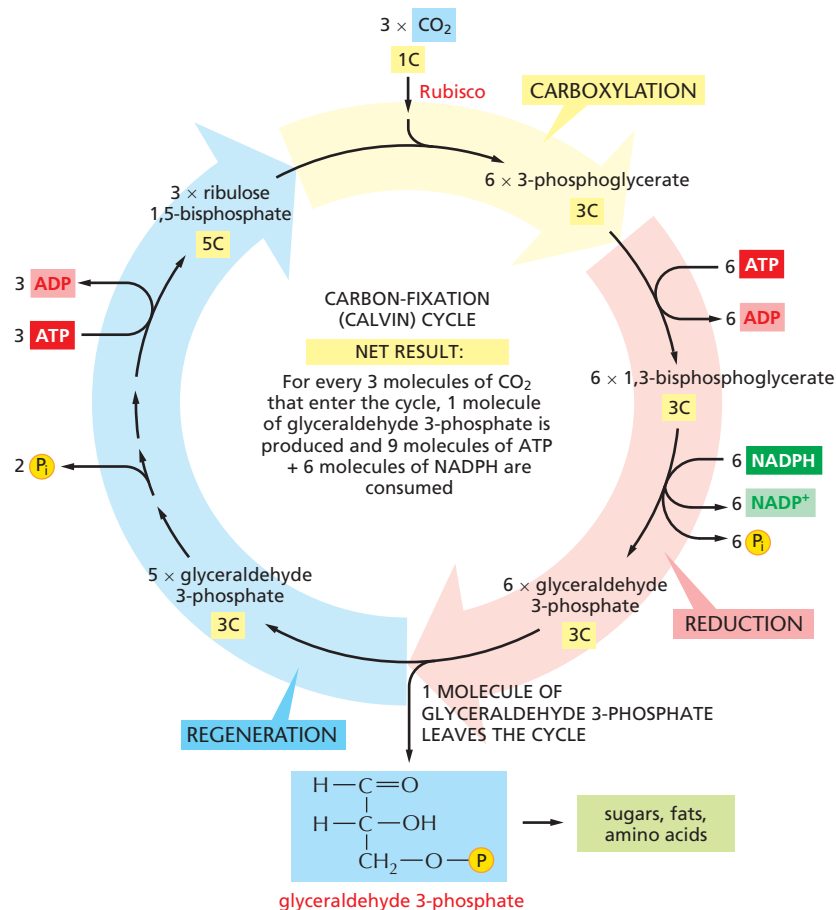 3 × CO₂
1C
Rubisco
CARBOXYLATION
3 × ribulose
1,5-bisphosphate
5C
6 × 3-phosphoglycerate
3C
6 ATP
6 ADP
3 ADP
3 ATP
CARBON-FIXATION
(CALVIN) CYCLE
NET RESULT:
For every 3 molecules of CO₂
that enter the cycle, 1 molecule
of glyceraldehyde 3-phosphate is
produced and 9 molecules of ATP
+ 6 molecules of NADPH are
consumed
6 × 1,3-bisphosphoglycerate
3C
2 Pᵢ
6 NADPH
6 NADP⁺
6 Pᵢ
5 × glyceraldehyde
3-phosphate
3C
6 × glyceraldehyde
3-phosphate
3C
REDUCTION
REGENERATION
1 MOLECULE OF
GLYCERALDEHYDE 3-PHOSPHATE
LEAVES THE CYCLE
H—C=O
H—C—OH
CH₂—O—P
sugars, fats,
amino acids
glyceraldehyde 3-phosphate